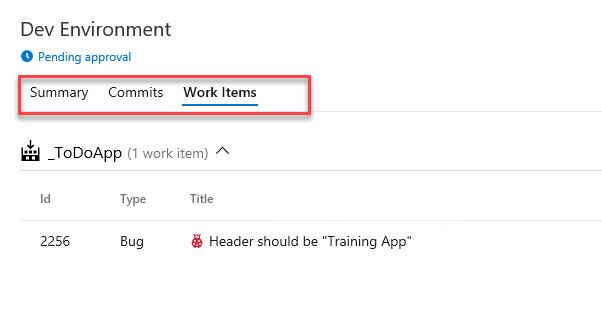 Dev Environment
Pending approval
Summary Commits Work Items
_ToDoApp (1 work item)
Id Type Title
2256 Bug Header should be "Training App"